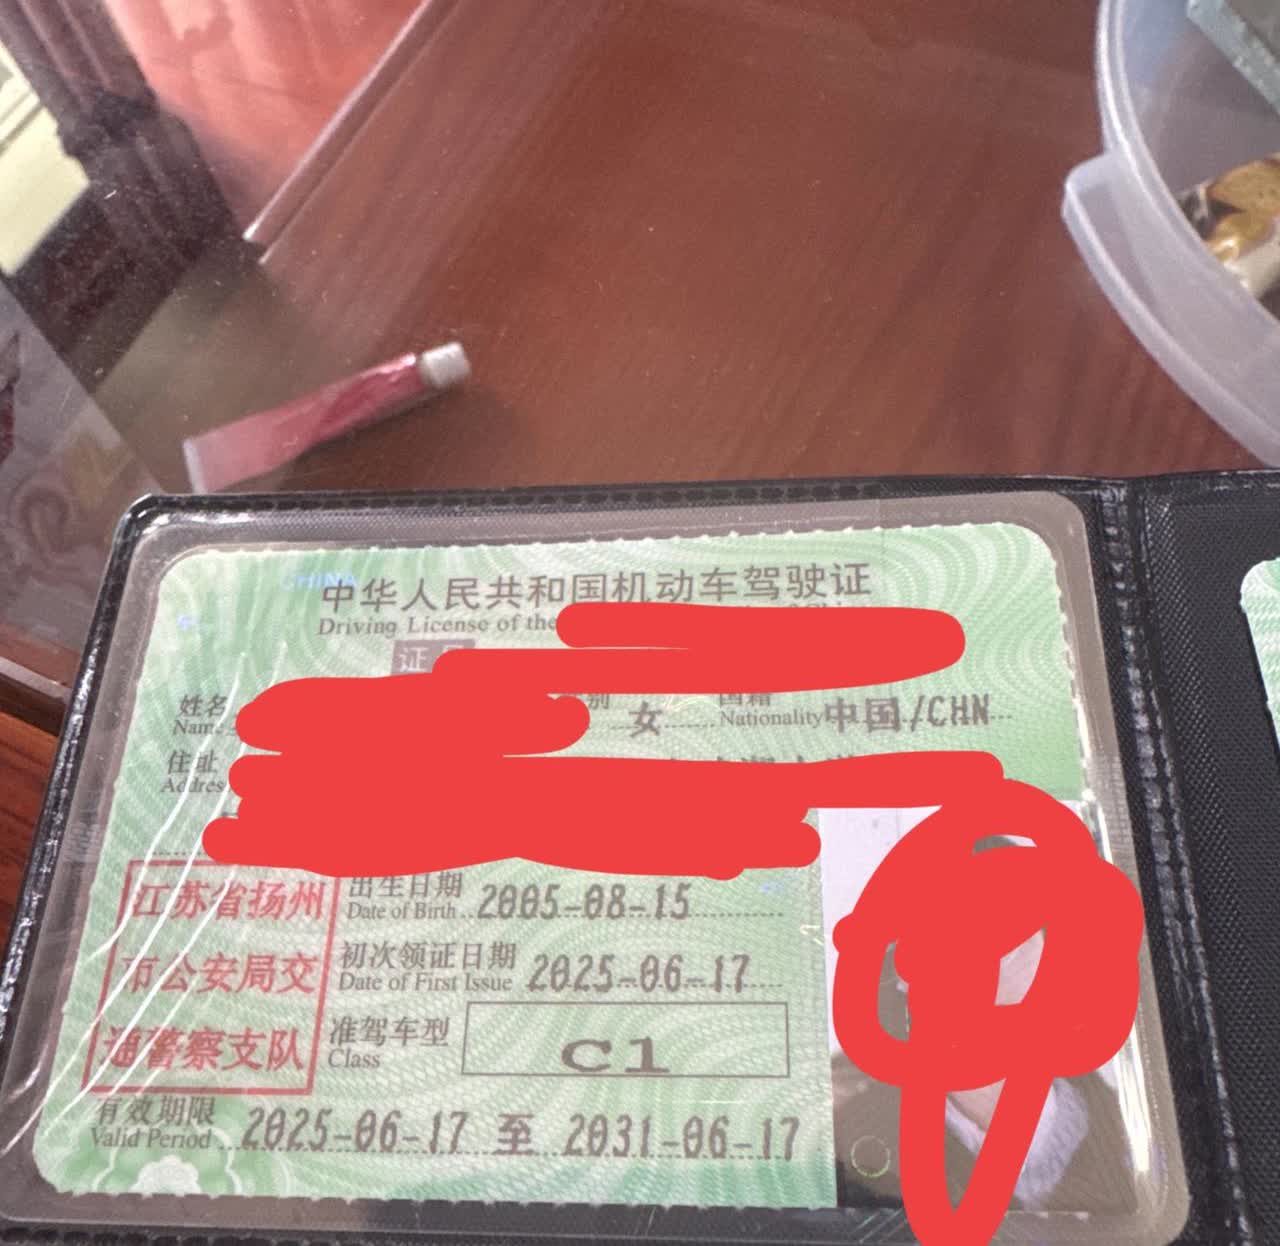 CHINA
中华人民共和国机动车驾驶证
Driving License of the
证
姓名
Name
别 女 国籍
Nationality 中国/CHN
住址
Address
江苏省扬州
市公安局交
通警察支队
出生日期
Date of Birth 2005-08-15
初次领证日期
Date of First Issue 2025-06-17
准驾车型
Class C1
有效期限
Valid Period 2025-06-17 至 2031-06-17